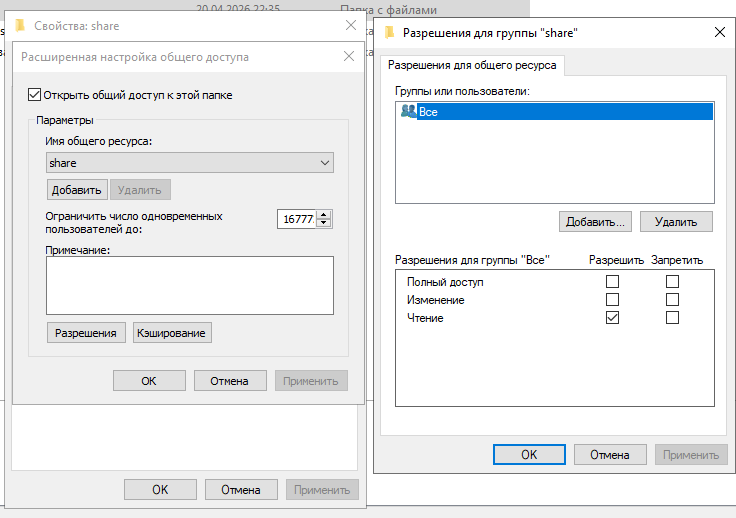 20.04.2026 22:35 Папка с файлами
Свойства: share
Расширенная настройка общего доступа
Открыть общий доступ к этой папке
Параметры
Имя общего ресурса:
share
Добавить Удалить
Ограничить число одновременных
пользователей до:
16777
Примечание:
Разрешения Кэширование
ОК Отмена Применить
ОК Отмена Применить
Разрешения для группы "share"
Разрешения для общего ресурса
Группы или пользователи:
Все
Добавить... Удалить
Разрешения для группы "Все" Разрешить Запретить
Полный доступ
Изменение
Чтение
ОК Отмена Применить